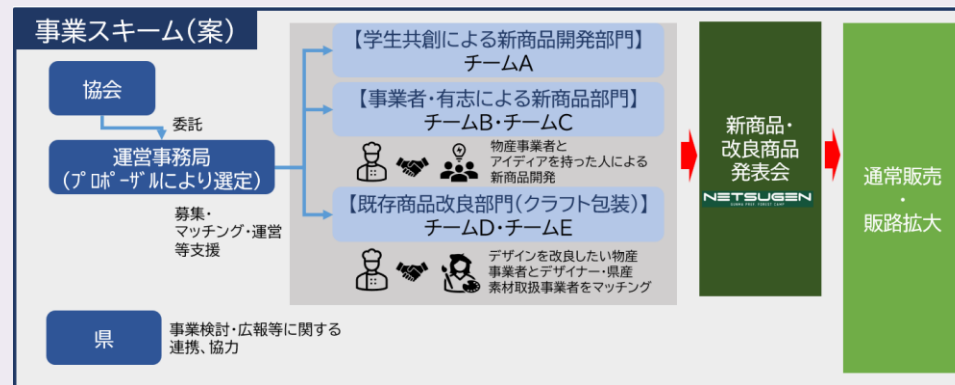 事業スキーム(案)
協会
委託
運営事務局
(ﾌﾟﾛﾎﾟｰｻﾞﾙにより選定)
募集・
マッチング・運営
等支援
県
事業検討・広報等に関する
連携、協力
【学生共創による新商品開発部門】
チームA
【事業者・有志による新商品部門】
チームB・チームC
物産事業者と
アイディアを持った人による
新商品開発
【既存商品改良部門(クラフト包装)】
チームD・チームE
デザインを改良したい物産
事業者とデザイナー・県産
素材取扱事業者をマッチング
新商品・
改良商品
発表会
NETSUGEN
通常販売
・
販路拡大